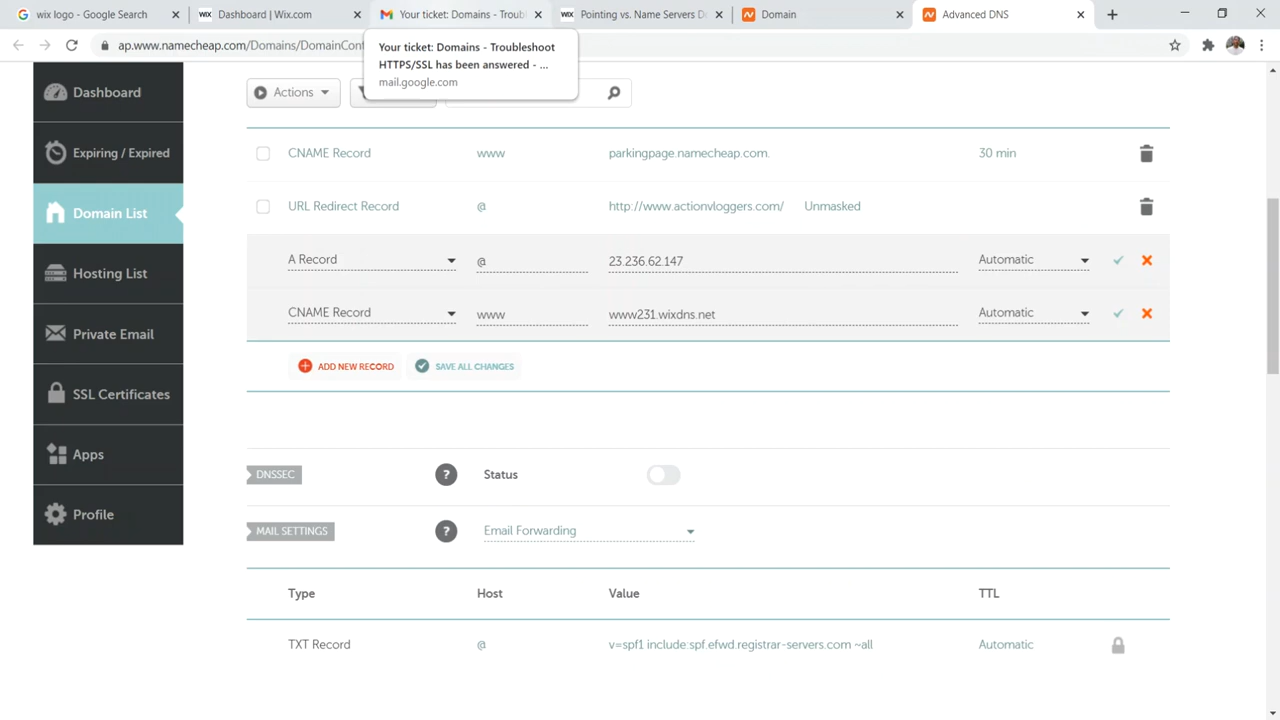 wix logo - Google Search
Dashboard | Wix.com
Your ticket: Domains - Troubl
Pointing vs. Name Servers D
Domain
Advanced DNS
ap.www.namecheap.com/Domains/DomainCont
Your ticket: Domains - Troubleshoot
HTTPS/SSL has been answered - ...
mail.google.com
Dashboard
Expiring / Expired
Domain List
Hosting List
Private Email
SSL Certificates
Apps
Profile
Actions
CNAME Record www parkingpage.namecheap.com. 30 min
URL Redirect Record @ http://www.actionvloggers.com/ Unmasked
A Record @ 23.236.62.147 Automatic
CNAME Record www www231.wixdns.net Automatic
ADD NEW RECORD SAVE ALL CHANGES
DNSSEC ? Status
MAIL SETTINGS ? Email Forwarding
Type Host Value TTL
TXT Record @ v=spf1 include:spf.efwd.registrar-servers.com ~all Automatic